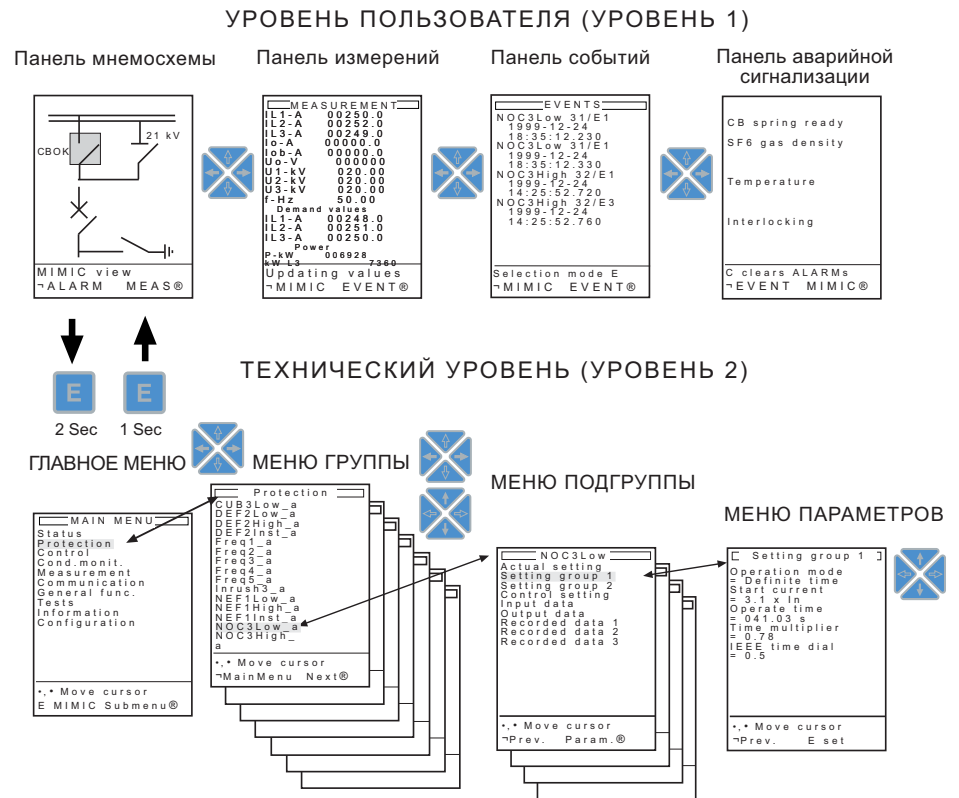 УРОВЕНЬ ПОЛЬЗОВАТЕЛЯ (УРОВЕНЬ 1)
Панель мнемосхемы
21 kV
CBOK
MIMIC view
¬ALARM MEAS®
Панель измерений
MEASUREMENT
IL1-A 00250.0
IL2-A 00252.0
IL3-A 00249.0
Io-A 00000.0
Iob-A 00000.0
Uo-V 000000
U1-kV 020.00
U2-kV 020.00
U3-kV 020.00
f-Hz 50.00
Demand values
IL1-A 00248.0
IL2-A 00251.0
IL3-A 00250.0
Power
P-kW 006928
kW L3 7360
Updating values
¬MIMIC EVENT®
Панель событий
EVENTS
NOC3Low 31/E1
1999-12-24
18:35:12.230
NOC3Low 31/E1
1999-12-24
18:35:12.330
NOC3High 32/E1
1999-12-24
14:25:52.720
NOC3High 32/E3
1999-12-24
14:25:52.760
Selection mode E
¬MIMIC EVENT®
Панель аварийной
сигнализации
CB spring ready
SF6 gas density
Temperature
Interlocking
C clears ALARMs
¬EVENT MIMIC®
ТЕХНИЧЕСКИЙ УРОВЕНЬ (УРОВЕНЬ 2)
E
E
2 Sec
1 Sec
ГЛАВНОЕ МЕНЮ
MAIN MENU
Status
Protection
Control
Cond.monit.
Measurement
Communication
General func.
Tests
Information
Configuration
•,• Move cursor
E MIMIC Submenu®
МЕНЮ ГРУППЫ
Protection
CUB3Low_a
DEF2Low_a
DEF2High_a
DEF2Inst_a
Freq1_a
Freq2_a
Freq3_a
Freq4_a
Freq5_a
Inrush3_a
NEF1Low_a
NEF1High_a
NEF1Inst_a
NOC3Low_a
NOC3High_
a
•,• Move cursor
¬MainMenu Next®
МЕНЮ ПОДГРУППЫ
NOC3Low
Actual setting
Setting group 1
Setting group 2
Control setting
Input data
Output data
Recorded data 1
Recorded data 2
Recorded data 3
•,• Move cursor
¬Prev. Param.®
МЕНЮ ПАРАМЕТРОВ
Setting group 1
Operation mode
= Definite time
Start current
= 3.1 x In
Operate time
= 041.03 s
Time multiplier
= 0.78
IEEE time dial
= 0.5
•,• Move cursor
¬Prev. E set